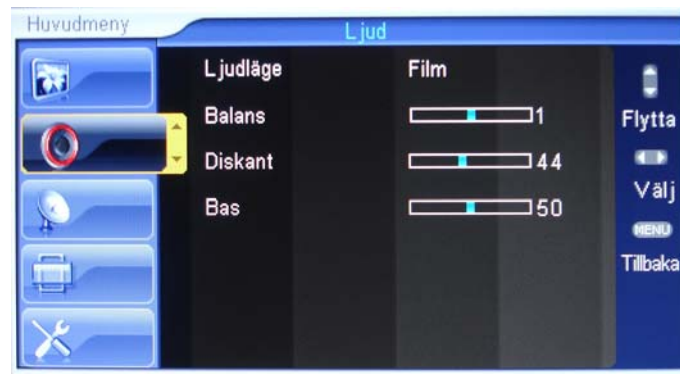 Huvudmeny
Ljud
Ljudläge Film
Balans 1
Diskant 44
Bas 50
Flytta
Välj
MENU
Tillbaka